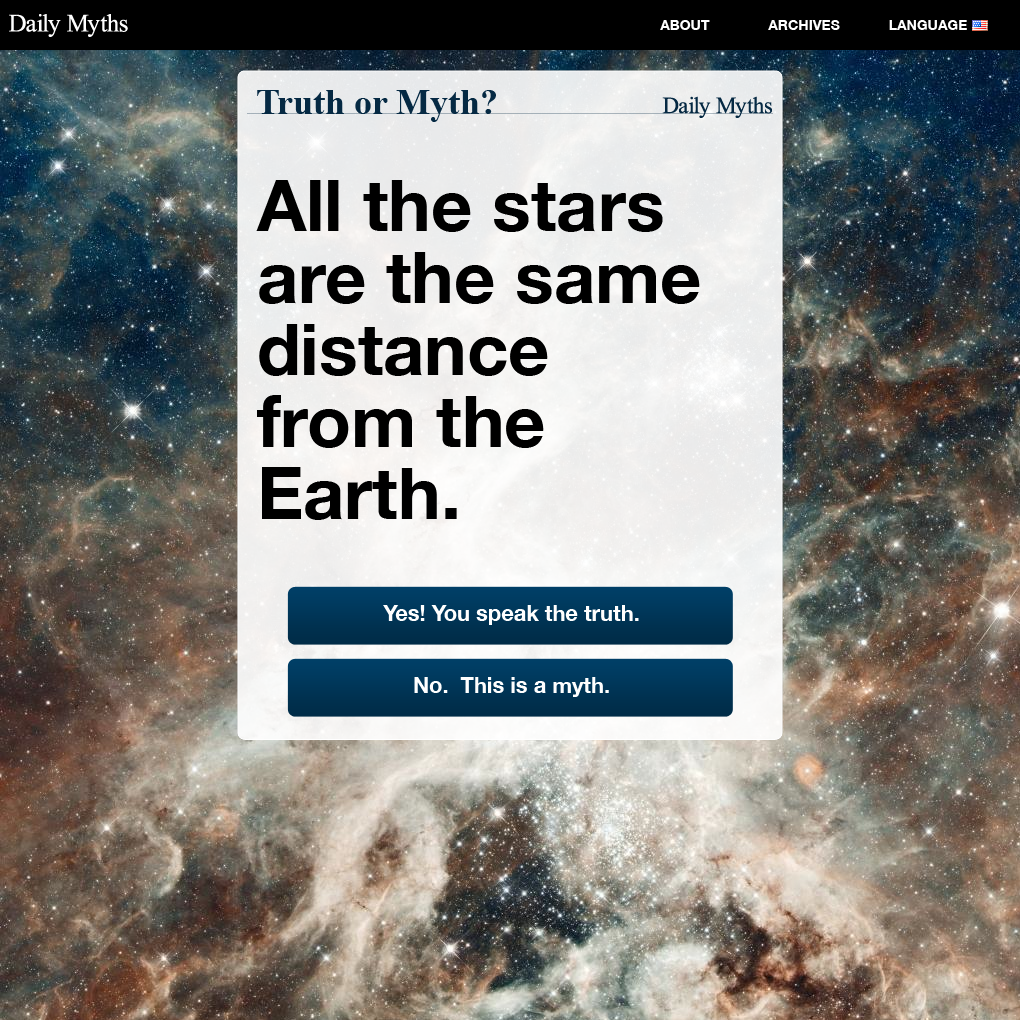 Daily Myths
ABOUT ARCHIVES LANGUAGE
Truth or Myth?
Daily Myths
All the stars
are the same
distance
from the
Earth.
Yes! You speak the truth.
No.  This is a myth.